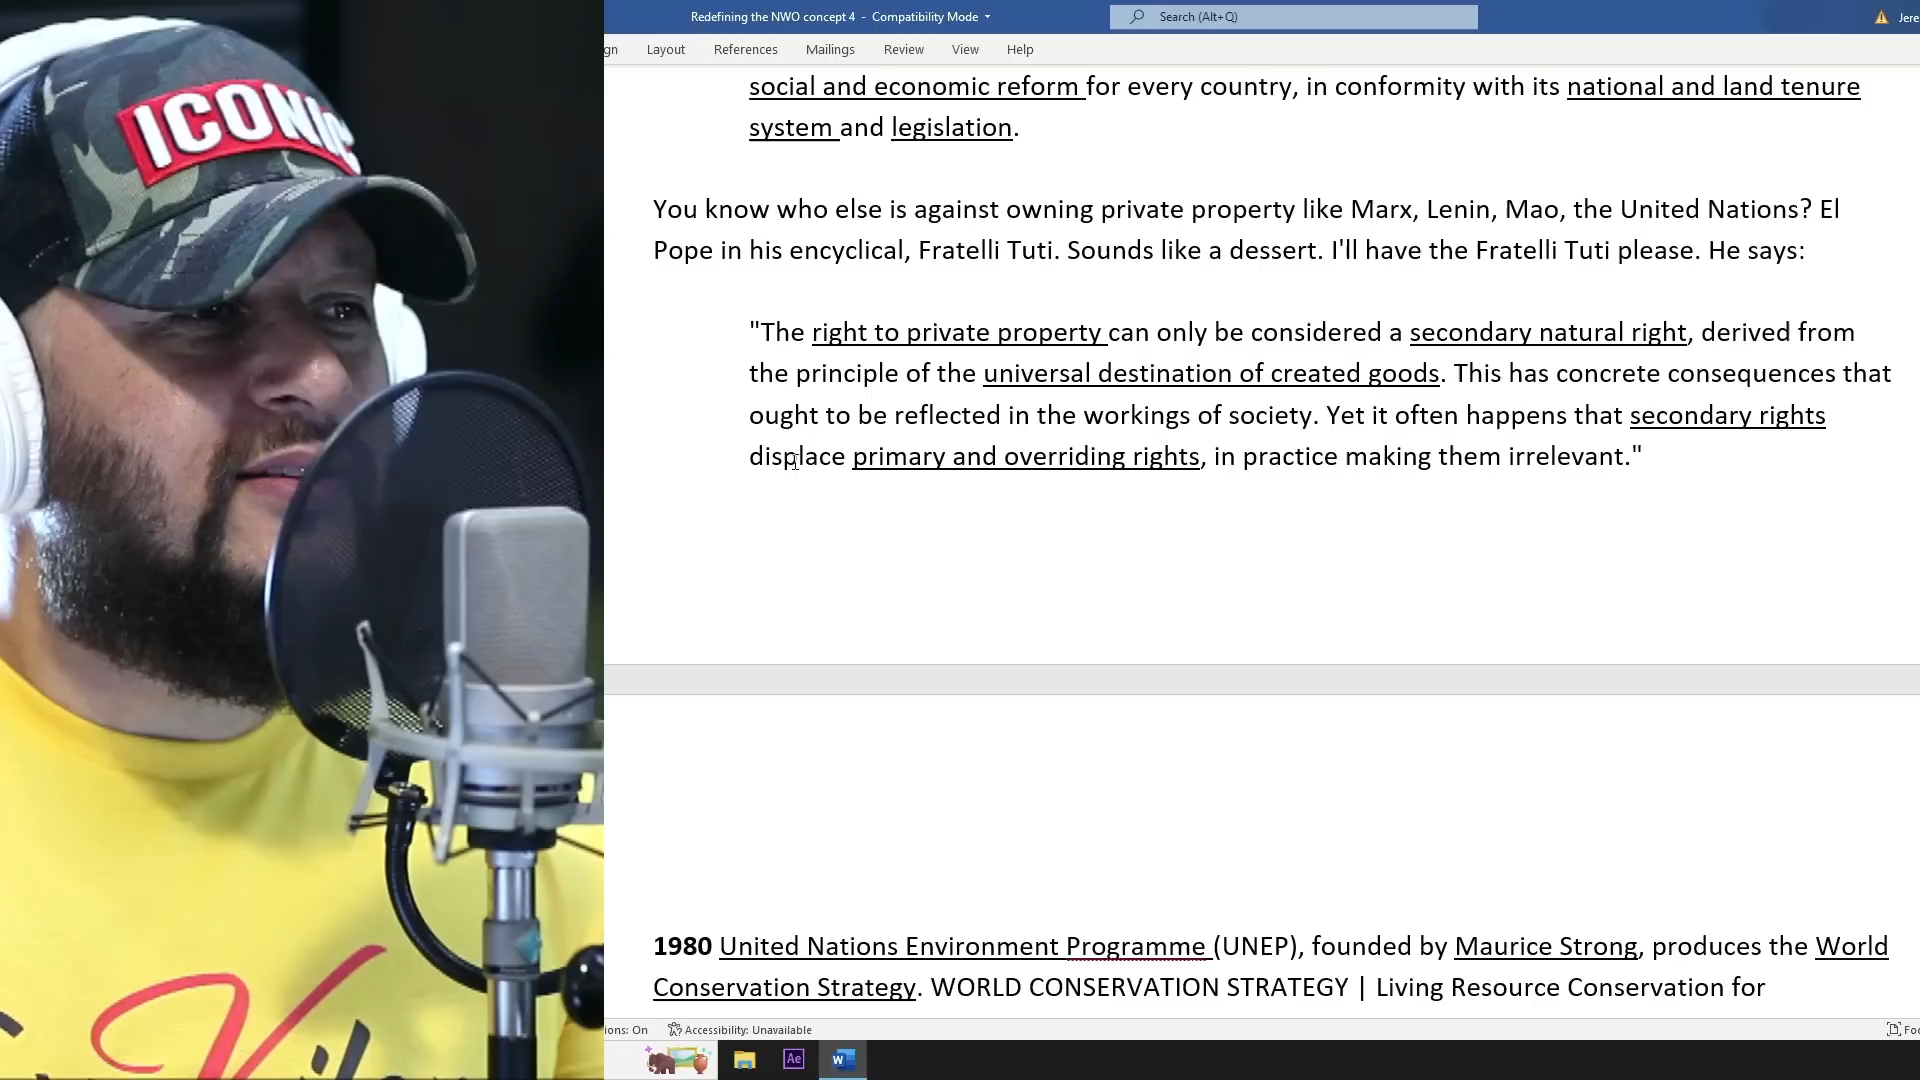 ICONIC
Redefining the NWO concept 4 - Compatibility Mode
Search (Alt+Q)
Jere
gn Layout References Mailings Review View Help
social and economic reform for every country, in conformity with its national and land tenure
system and legislation.
You know who else is against owning private property like Marx, Lenin, Mao, the United Nations? El
Pope in his encyclical, Fratelli Tuti. Sounds like a dessert. I'll have the Fratelli Tuti please. He says:
"The right to private property can only be considered a secondary natural right, derived from
the principle of the universal destination of created goods. This has concrete consequences that
ought to be reflected in the workings of society. Yet it often happens that secondary rights
displace primary and overriding rights, in practice making them irrelevant."
1980 United Nations Environment Programme (UNEP), founded by Maurice Strong, produces the World
Conservation Strategy. WORLD CONSERVATION STRATEGY | Living Resource Conservation for
ions: On Accessibility: Unavailable
Foc
Ae
W